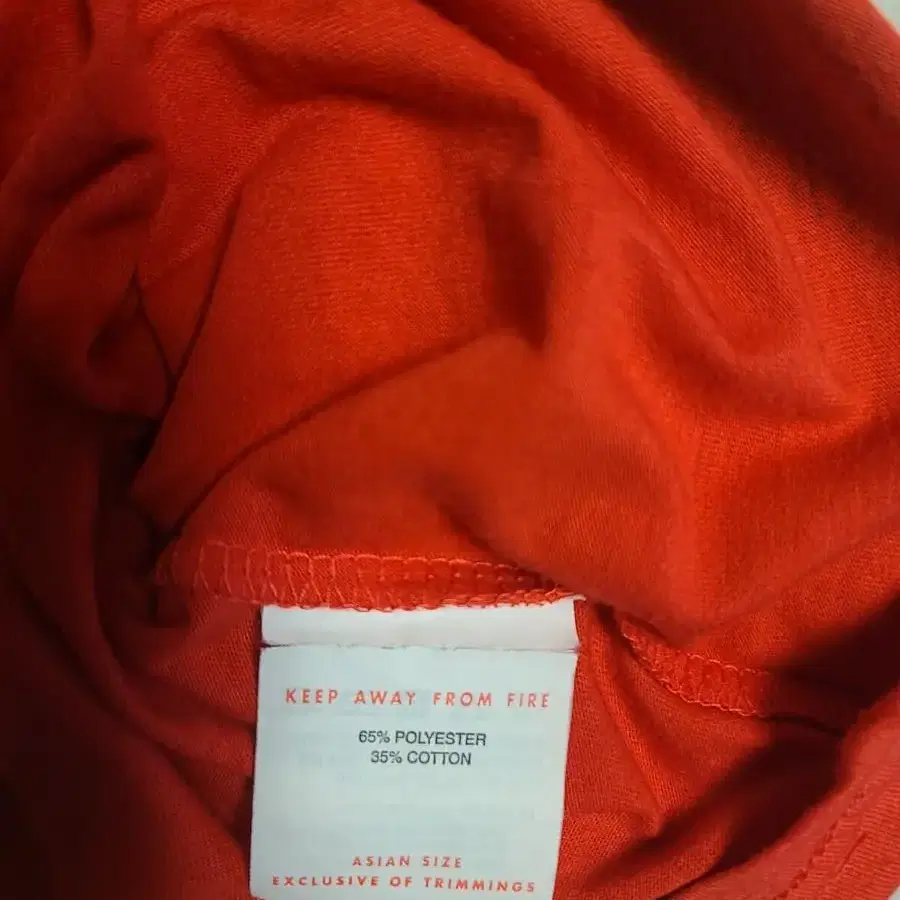 KEEP AWAY FROM FIRE
65% POLYESTER
35% COTTON
ASIAN SIZE
EXCLUSIVE OF TRIMMINGS